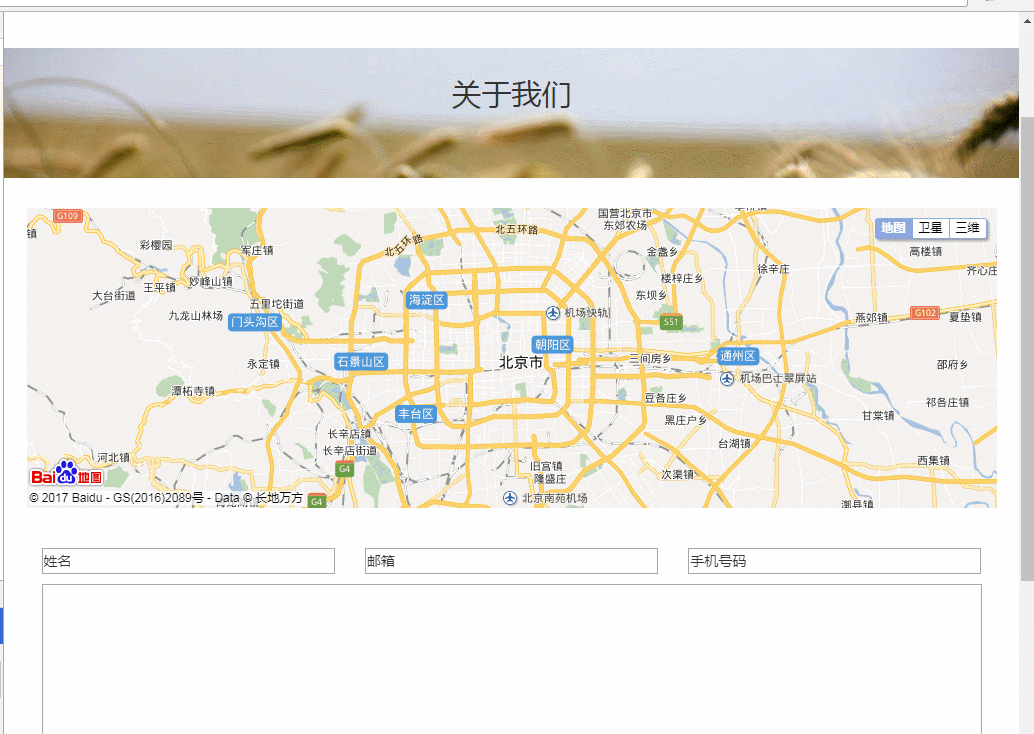 关于我们
G109
国营北京市
东郊农场
北五环路
北五环路
地图 卫星 三维
镇
彩樱园
军庄镇
金盏乡
高楼镇
大台街道
王平镇
妙峰山镇
楼梓庄乡
徐辛庄
齐心庄
五里坨街道
海淀区
东坝乡
九龙山林场
门头沟区
机场快轨
S51
燕郊镇
G102
夏垫镇
朝阳区
永定镇
石景山区
北京市
三间房乡
通州区
邵府乡
机场巴士翠屏站
潭柘寺镇
豆各庄乡
祁各庄镇
丰台区
黑庄户乡
甘棠镇
长辛店镇
长辛店街道
台湖镇
河北镇
G4
旧宫镇
隆盛庄
次渠镇
西集镇
Bai du 地图
© 2017 Baidu - GS(2016)2089号 - Data © 长地万方
G4
北京南苑机场
漷县镇
姓名
邮箱
手机号码